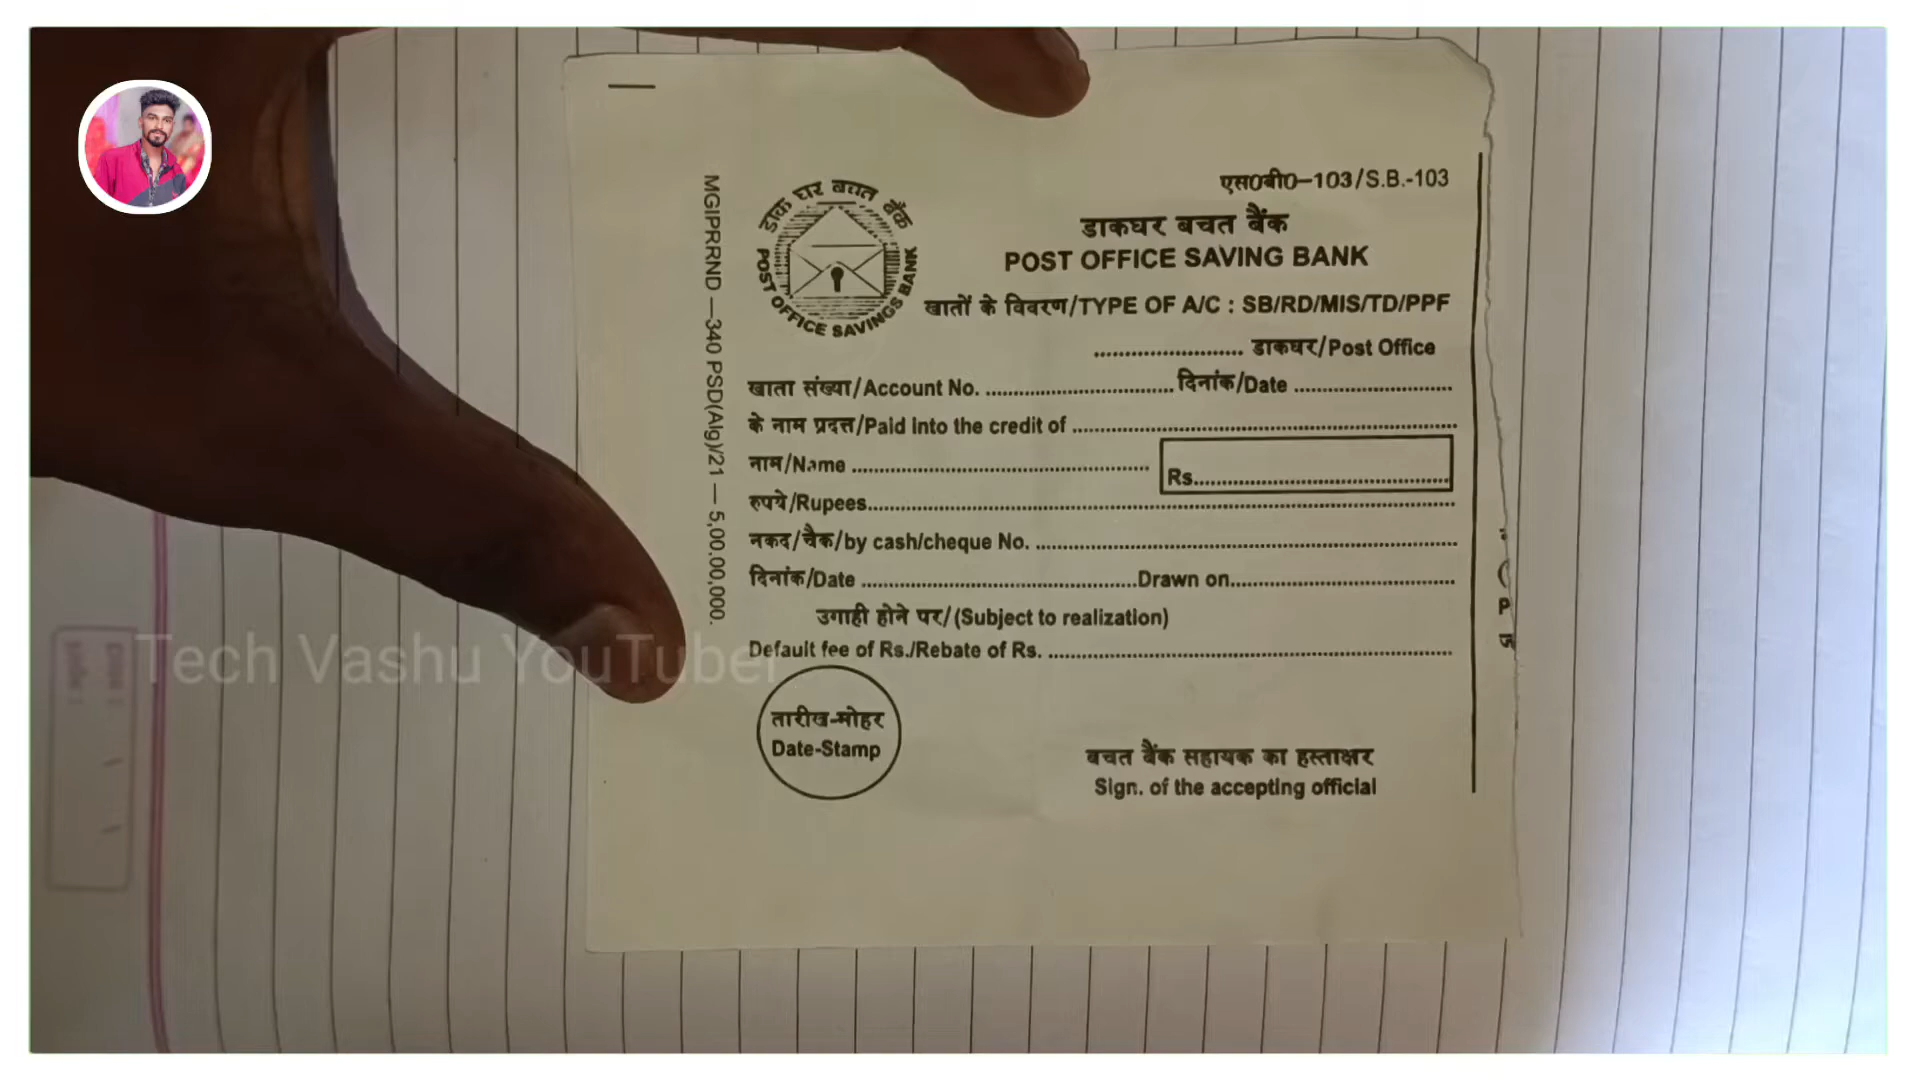 एस0बी0–103/S.B.-103
डाक घर बचत बैंक
POST OFFICE SAVINGS BANK
डाकघर बचत बैंक
POST OFFICE SAVING BANK
खातों के विवरण/TYPE OF A/C : SB/RD/MIS/TD/PPF
........................ डाकघर/Post Office
खाता संख्या/Account No. ................................ दिनांक/Date ............................
के नाम प्रदत्त/Paid into the credit of ....................................................................
नाम/Name ......................................................
Rs..............................................
रुपये/Rupees..........................................................................................................
नकद/चैक/by cash/cheque No. ..........................................................................
दिनांक/Date .................................................Drawn on.......................................
उगाही होने पर/(Subject to realization)
Default fee of Rs./Rebate of Rs. ........................................................................
तारीख-मोहर
Date-Stamp
बचत बैंक सहायक का हस्ताक्षर
Sign. of the accepting official
MGIPRRND —340 PSD(Alg)/21 — 5,00,00,000.
P
Tech Vashu YouTuber